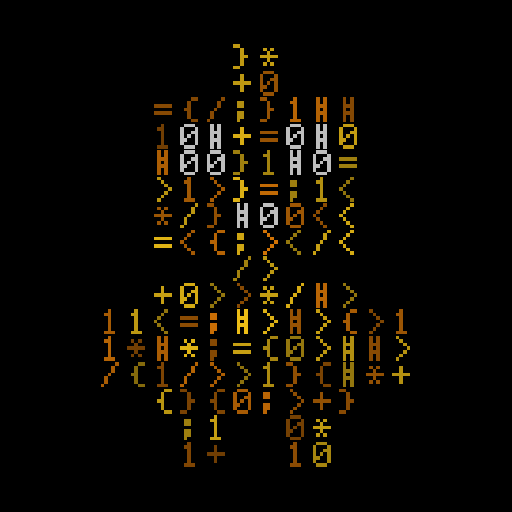 }*
+0
={/;}1HH
10H+=0H0
H00}1H0=
>1>}=;1<
*/}H00<<
=<{;></<
/>
+0>>*/H>
11<=;H>H>{>1
1*H*;={0>HH>
/{1/>>1}{H*+
{}{0;>+}
;1  0*
1+  10